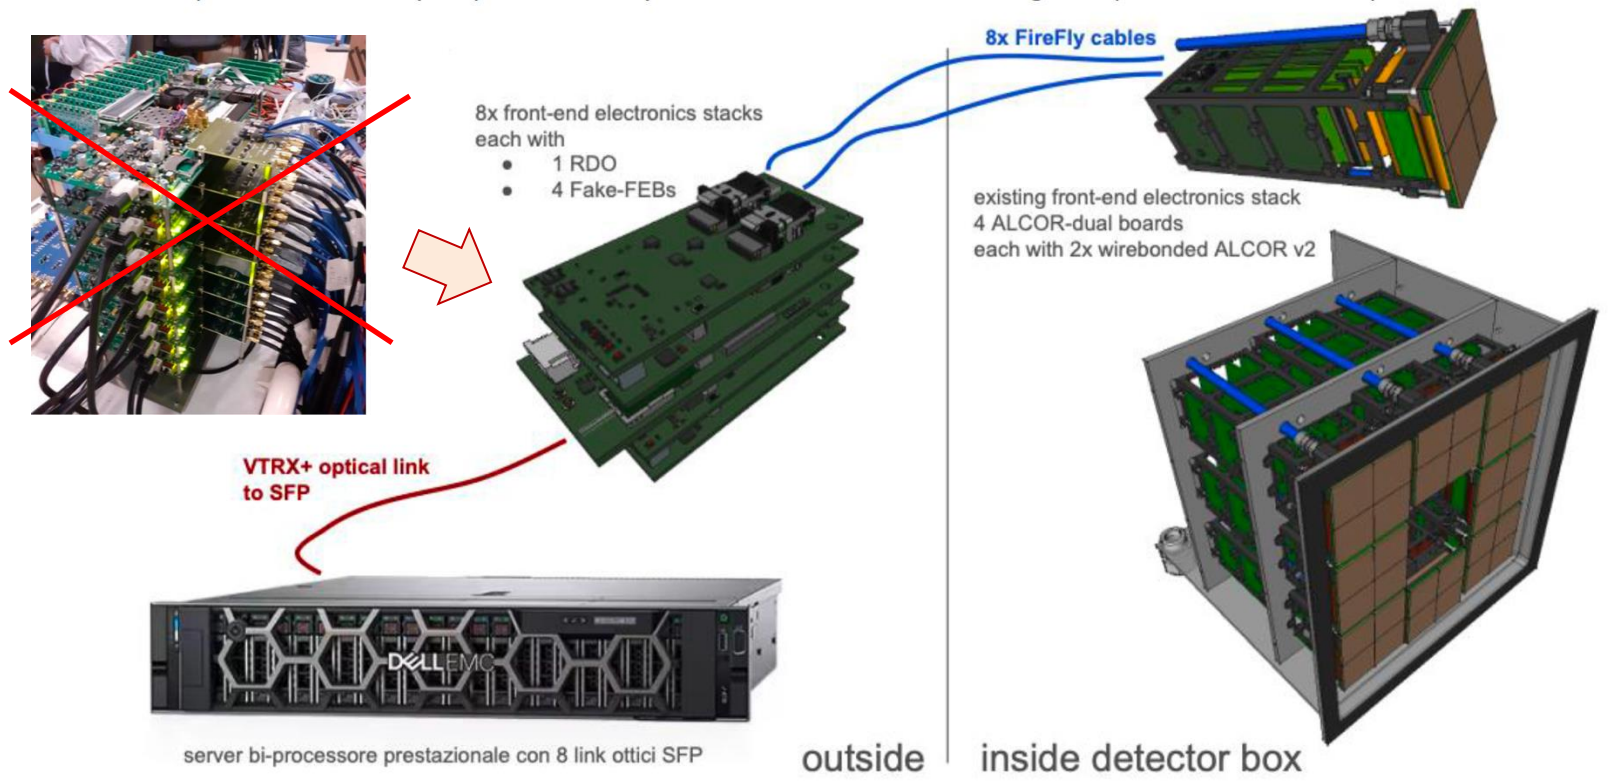 8x FireFly cables
8x front-end electronics stacks
each with
● 1 RDO
● 4 Fake-FEBs
existing front-end electronics stack
4 ALCOR-dual boards
each with 2x wirebonded ALCOR v2
VTRX+ optical link
to SFP
DELLEMC
server bi-processore prestazionale con 8 link ottici SFP
outside
inside detector box